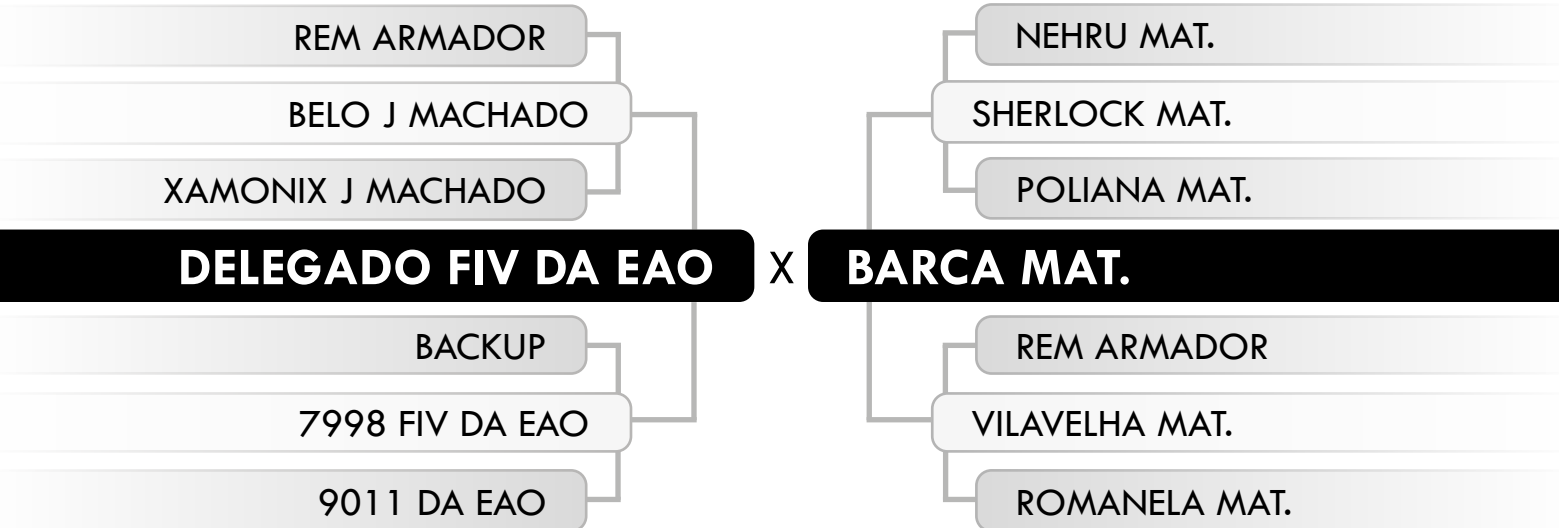 REM ARMADOR
BELO J MACHADO
XAMONIX J MACHADO
DELEGADO FIV DA EAO X BARCA MAT.
BACKUP
7998 FIV DA EAO
9011 DA EAO
NEHRU MAT.
SHERLOCK MAT.
POLIANA MAT.
REM ARMADOR
VILAVELHA MAT.
ROMANELA MAT.